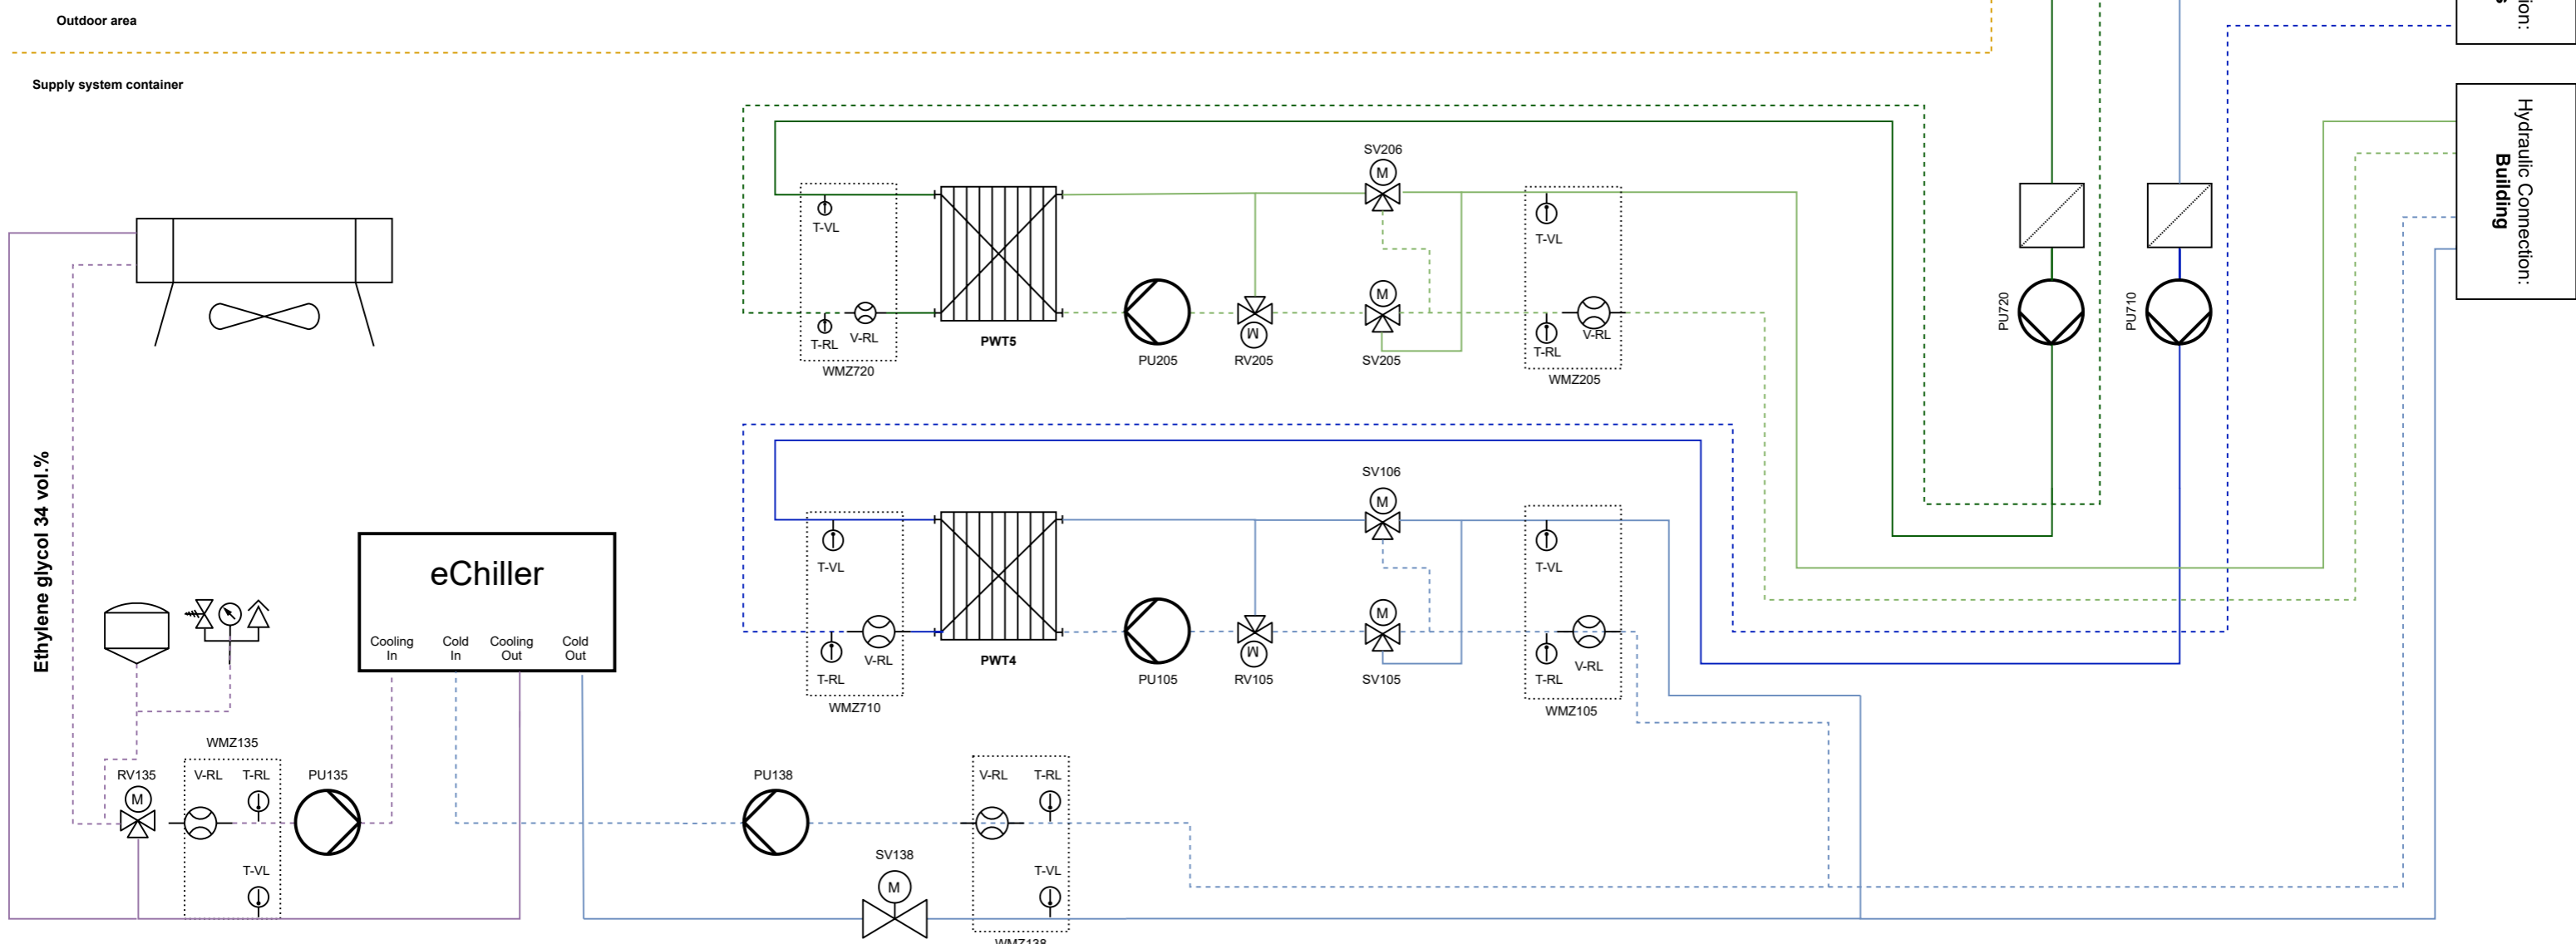 Outdoor area
Supply system container
ion:
Hydraulic Connection:
Building
SV206
M
T-VL
T-VL
M
PU720
PU710
T-RL
V-RL
M
T-RL
V-RL
PWT5
PU205
RV205
SV205
WMZ720
WMZ205
Ethylene glycol 34 vol.%
SV106
M
eChiller
T-VL
T-VL
M
Cooling
In
Cold
In
Cooling
Out
Cold
Out
M
V-RL
V-RL
T-RL
T-RL
PWT4
PU105
RV105
SV105
WMZ710
WMZ105
WMZ135
RV135
V-RL
T-RL
PU135
PU138
V-RL
T-RL
M
SV138
T-VL
T-VL
M
WMZ138